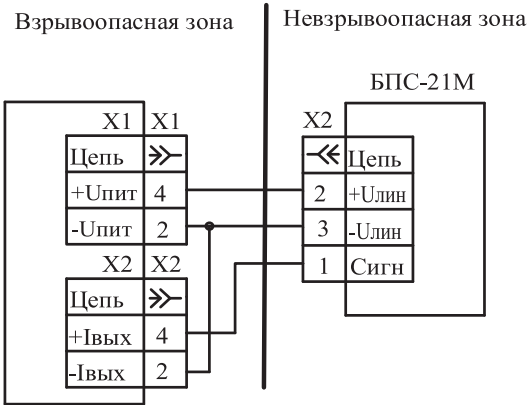 Взрывоопасная зона
Невзрывоопасная зона
БПС-21М
X1 X1
Цепь
+Uпит 4
-Uпит 2
X2 X2
Цепь
+Iвых 4
-Iвых 2
X2
Цепь
2 +Uлин
3 -Uлин
1 Сигн